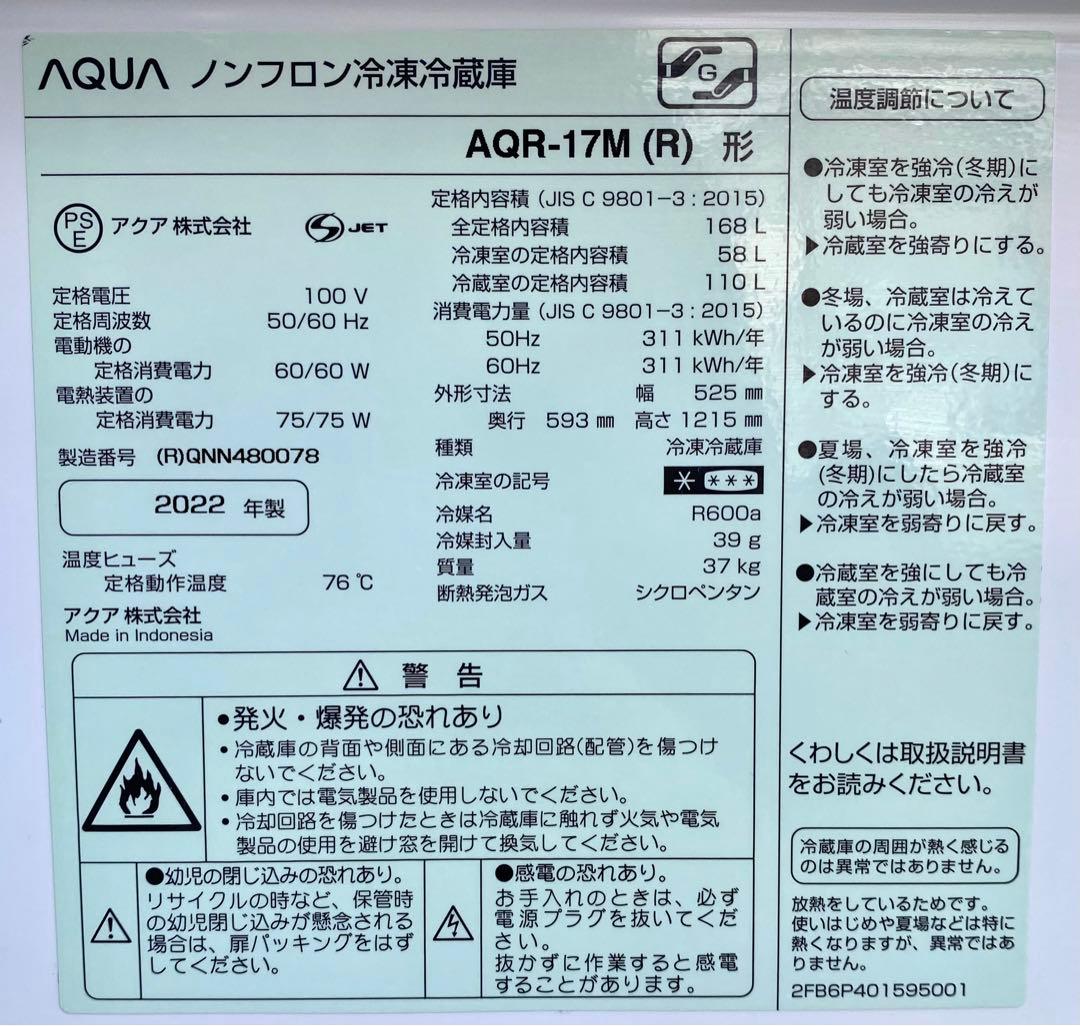 AQUA ノンフロン冷凍冷蔵庫
G
AQR-17M (R) 形
PS
E
アクア 株式会社
S JET
定格電圧 100 V
定格周波数 50/60 Hz
電動機の
定格消費電力 60/60 W
電熱装置の
定格消費電力 75/75 W
製造番号 (R)QNN480078
2022 年製
温度ヒューズ
定格動作温度 76 ℃
アクア 株式会社
Made in Indonesia
定格内容積 (JIS C 9801-3 : 2015)
全定格内容積 168 L
冷凍室の定格内容積 58 L
冷蔵室の定格内容積 110 L
消費電力量 (JIS C 9801-3 : 2015)
50Hz 311 kWh/年
60Hz 311 kWh/年
外形寸法 幅 525 ㎜
奥行 593 ㎜ 高さ 1215 ㎜
種類 冷凍冷蔵庫
冷凍室の記号 * ***
冷媒名 R600a
冷媒封入量 39 g
質量 37 kg
断熱発泡ガス シクロペンタン
⚠ 警 告
●発火・爆発の恐れあり
・冷蔵庫の背面や側面にある冷却回路(配管)を傷つけ
ないでください。
・庫内では電気製品を使用しないでください。
・冷却回路を傷つけたときは冷蔵庫に触れず火気や電気
製品の使用を避け窓を開けて換気してください。
●幼児の閉じ込みの恐れあり。
リサイクルの時など、保管時
の幼児閉じ込みが懸念される
場合は、扉パッキングをはず
してください。
●感電の恐れあり。
お手入れのときは、必ず
電源プラグを抜いてくだ
さい。
抜かずに作業すると感電
することがあります。
温度調節について
●冷凍室を強冷(冬期)に
しても冷凍室の冷えが
弱い場合。
▶冷蔵室を強寄りにする。
●冬場、冷蔵室は冷えて
いるのに冷凍室の冷え
が弱い場合。
▶冷凍室を強冷(冬期)に
する。
●夏場、冷凍室を強冷
(冬期)にしたら冷蔵室
の冷えが弱い場合。
▶冷凍室を弱寄りに戻す。
●冷蔵室を強にしても冷
蔵室の冷えが弱い場合。
▶冷凍室を弱寄りに戻す。
くわしくは取扱説明書
をお読みください。
冷蔵庫の周囲が熱く感じる
のは異常ではありません。
放熱をしているためです。
使いはじめや夏場などは特に
熱くなりますが、異常ではあ
りません。
2FB6P401595001